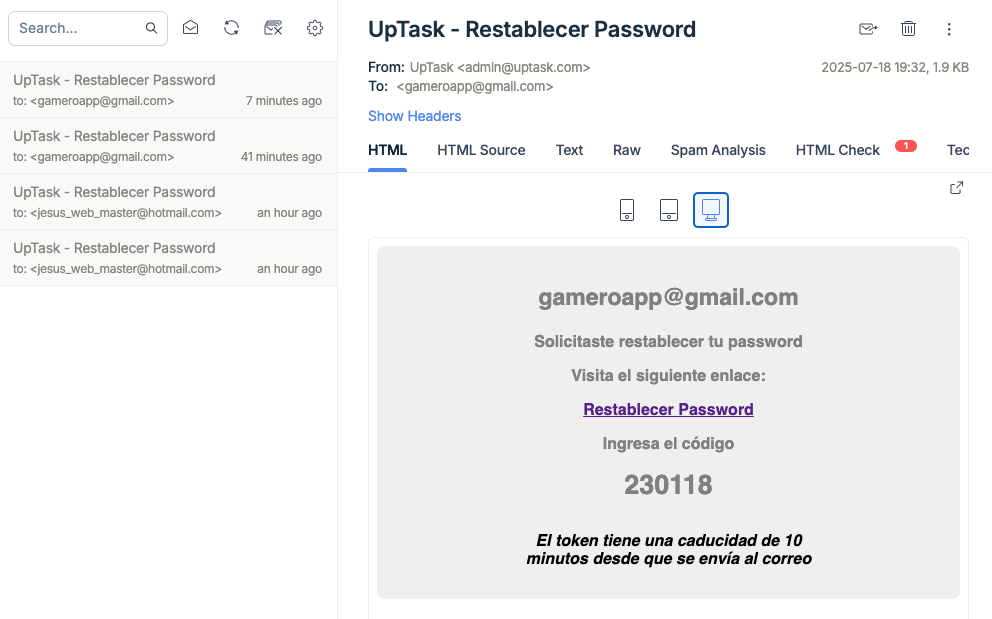 Search...
UpTask - Restablecer Password
to: <gameroapp@gmail.com> 7 minutes ago
UpTask - Restablecer Password
to: <gameroapp@gmail.com> 41 minutes ago
UpTask - Restablecer Password
to: <jesus_web_master@hotmail.com> an hour ago
UpTask - Restablecer Password
to: <jesus_web_master@hotmail.com> an hour ago
UpTask - Restablecer Password
From: UpTask <admin@uptask.com> 2025-07-18 19:32, 1.9 KB
To: <gameroapp@gmail.com>
Show Headers
HTML HTML Source Text Raw Spam Analysis HTML Check 1 Tec
gameroapp@gmail.com
Solicitaste restablecer tu password
Visita el siguiente enlace:
Restablecer Password
Ingresa el código
230118
El token tiene una caducidad de 10
minutos desde que se envía al correo